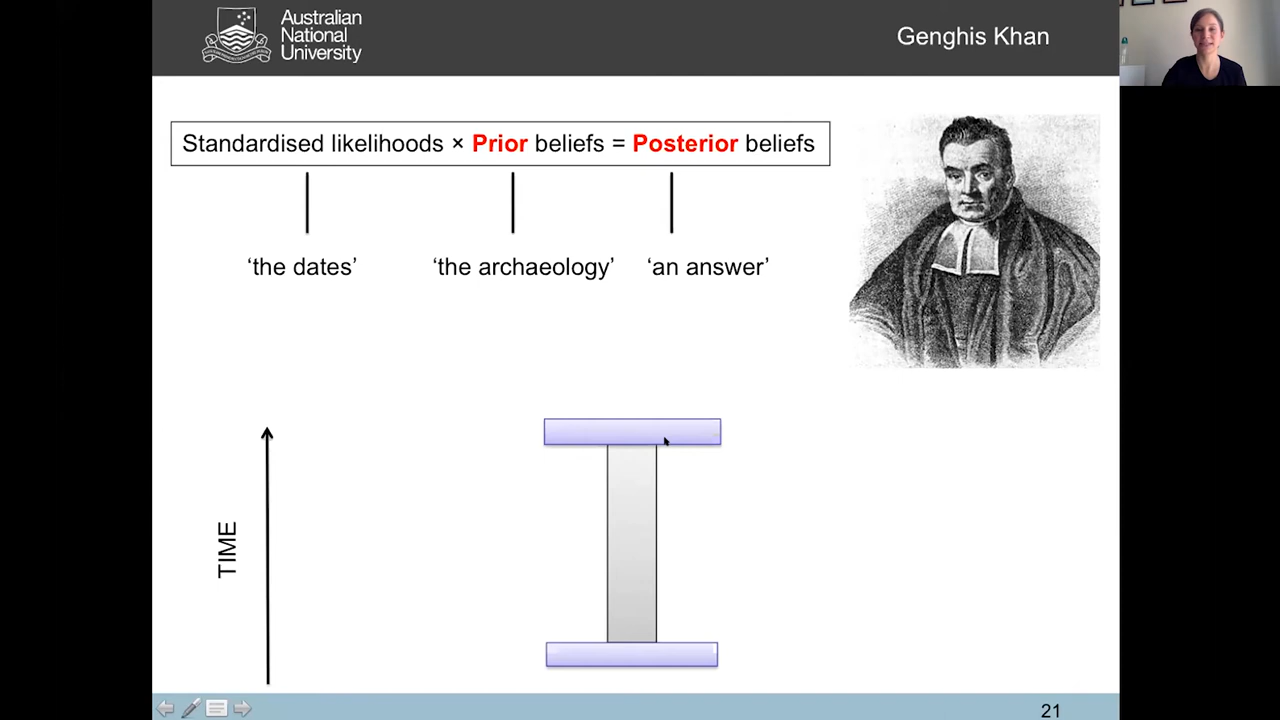 Australian
National
University
Genghis Khan
Standardised likelihoods × Prior beliefs = Posterior beliefs
‘the dates’ ‘the archaeology’ ‘an answer’
TIME
21